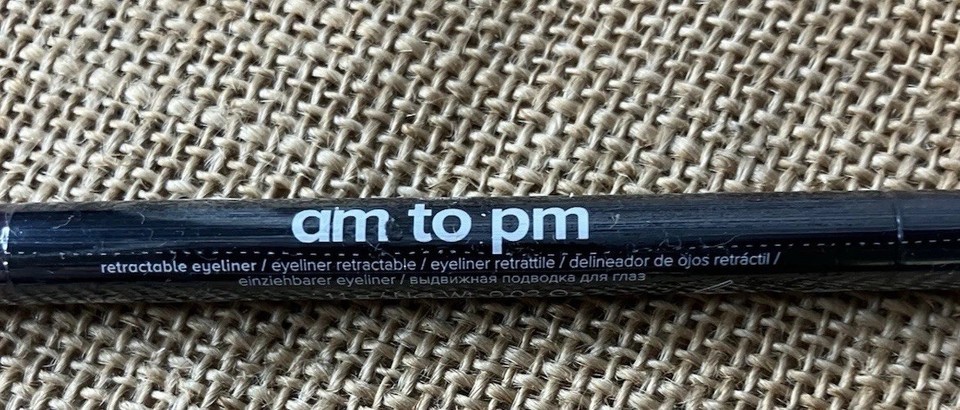 am to pm
retractable eyeliner / eyeliner retractable / eyeliner retrattile / delineador de ojos retráctil /
einziehbarer eyeliner / выдвижная подводка для глаз